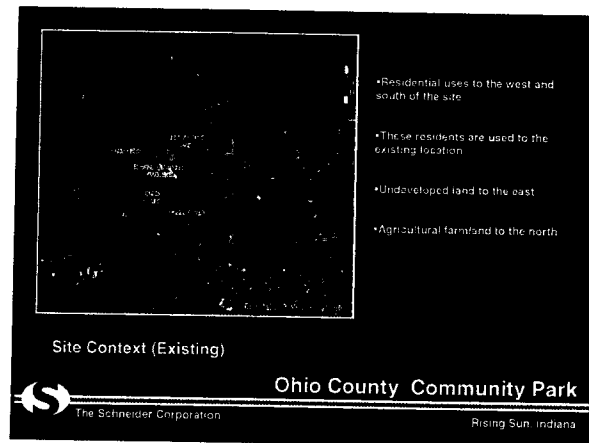 •Residential uses to the west and
south of the site
•These residents are used to the
existing location
•Undeveloped land to the east
•Agricultural farmland to the north
Site Context (Existing)
Ohio County Community Park
S
The Schneider Corporation
Rising Sun, Indiana